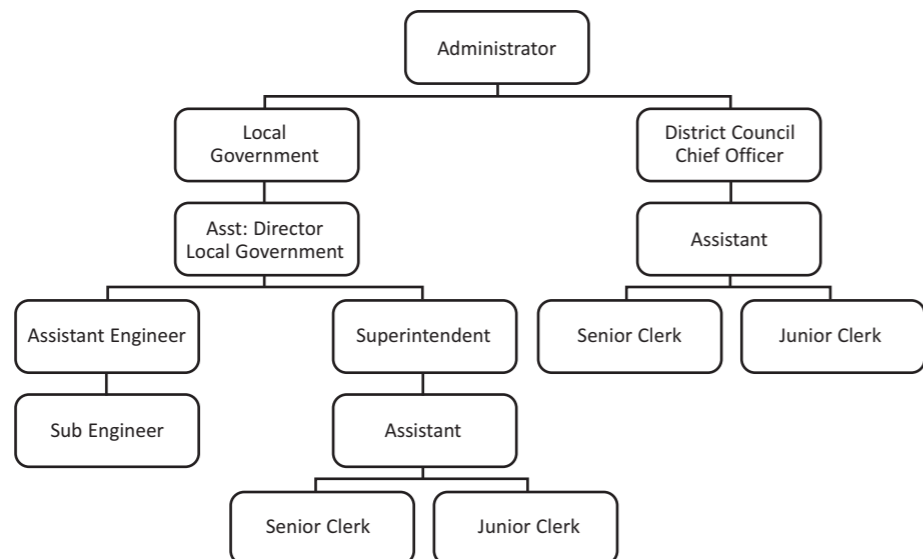 Administrator
Local
Government
District Council
Chief Officer
Asst: Director
Local Government
Assistant
Assistant Engineer
Superintendent
Senior Clerk
Junior Clerk
Sub Engineer
Assistant
Senior Clerk
Junior Clerk